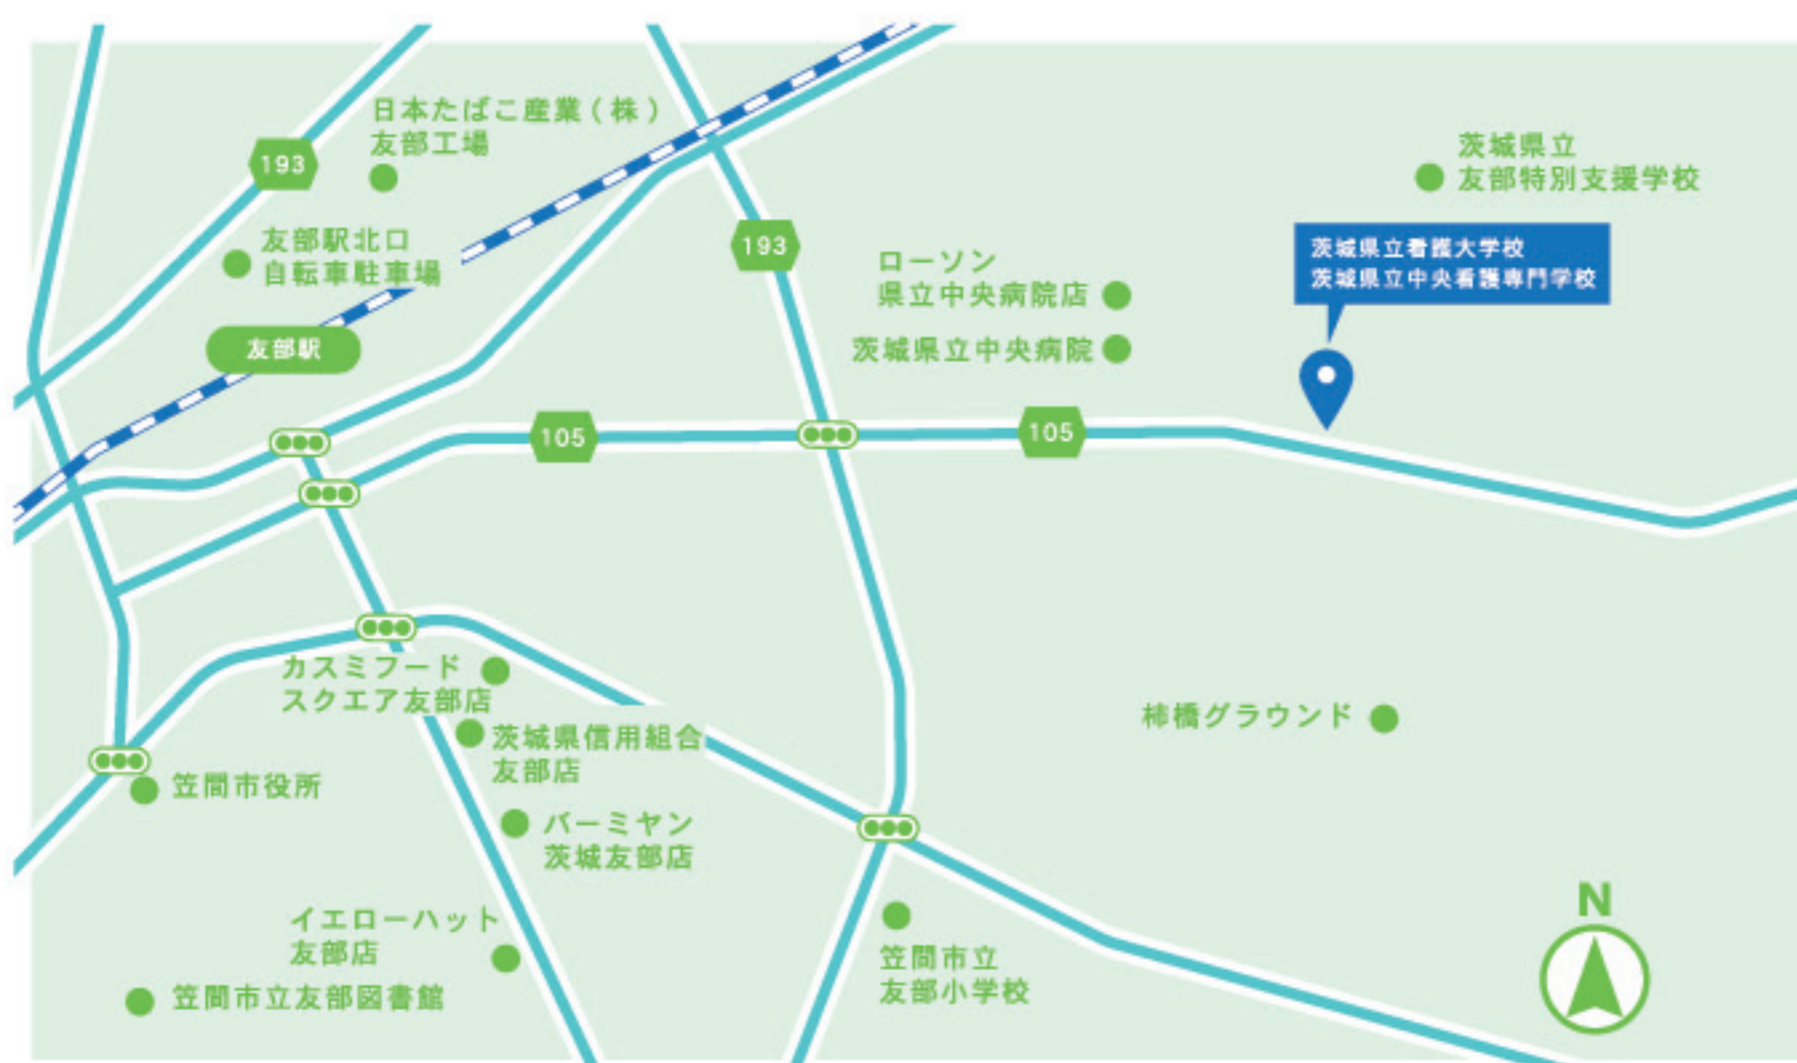 日本たばこ産業(株)
友部工場
193
友部駅北口
自転車駐車場
友部駅
193
ローソン
県立中央病院店
茨城県立中央病院
茨城県立
友部特別支援学校
茨城県立看護大学校
茨城県立中央看護専門学校
105
105
カスミフード
スクエア友部店
茨城県信用組合
友部店
笠間市役所
バーミヤン
茨城友部店
イエローハット
友部店
笠間市立友部図書館
笠間市立
友部小学校
柿橋グラウンド
N